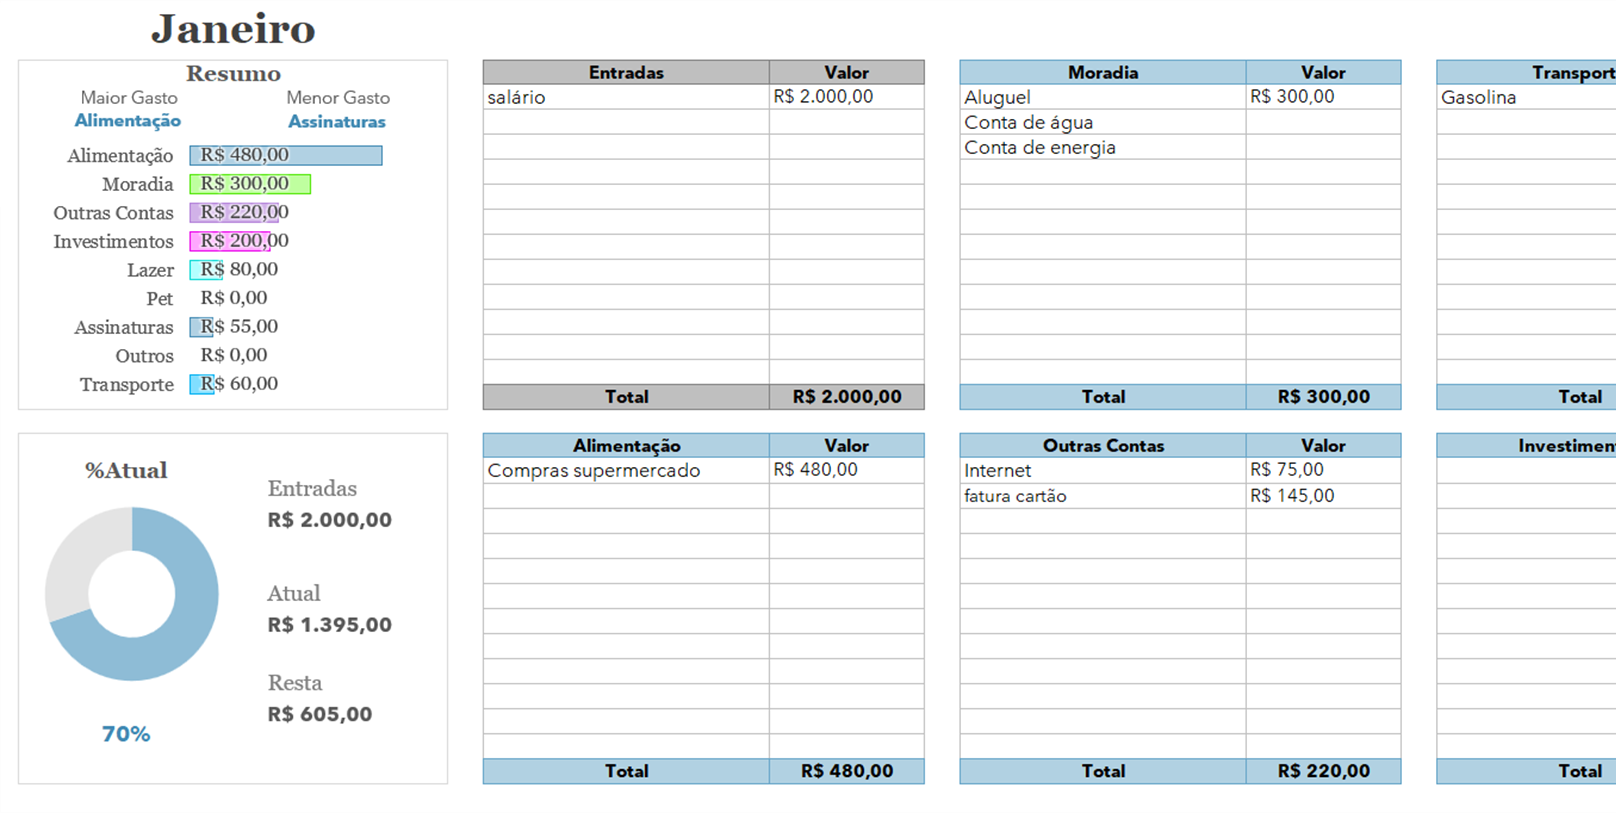 Janeiro
Resumo
Maior Gasto Menor Gasto
Alimentação Assinaturas
Alimentação R$ 480,00
Moradia R$ 300,00
Outras Contas R$ 220,00
Investimentos R$ 200,00
Lazer R$ 80,00
Pet R$ 0,00
Assinaturas R$ 55,00
Outros R$ 0,00
Transporte R$ 60,00
Entradas Valor
salário R$ 2.000,00
Total R$ 2.000,00
Moradia Valor
Aluguel R$ 300,00
Conta de água
Conta de energia
Total R$ 300,00
Transport
Gasolina
Total
%Atual
Entradas
R$ 2.000,00
Atual
R$ 1.395,00
Resta
R$ 605,00
70%
Alimentação Valor
Compras supermercado R$ 480,00
Total R$ 480,00
Outras Contas Valor
Internet R$ 75,00
fatura cartão R$ 145,00
Total R$ 220,00
Investimen
Total